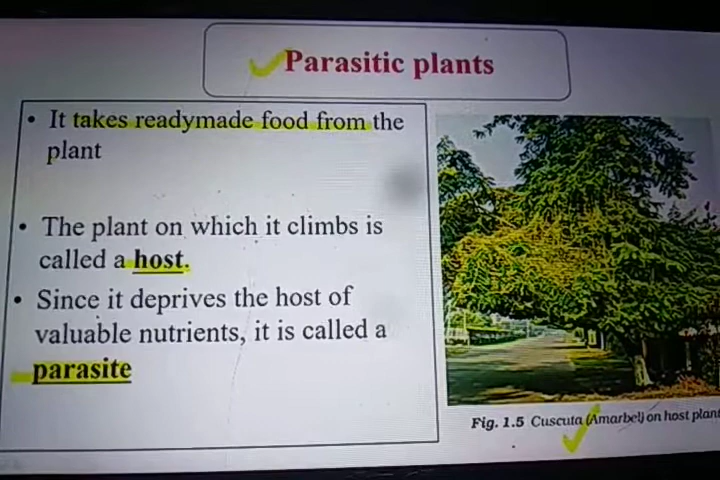 Parasitic plants
• It takes readymade food from the
plant
• The plant on which it climbs is
called a host.
• Since it deprives the host of
valuable nutrients, it is called a
parasite
Fig. 1.5 Cuscuta (Amarbel) on host plant